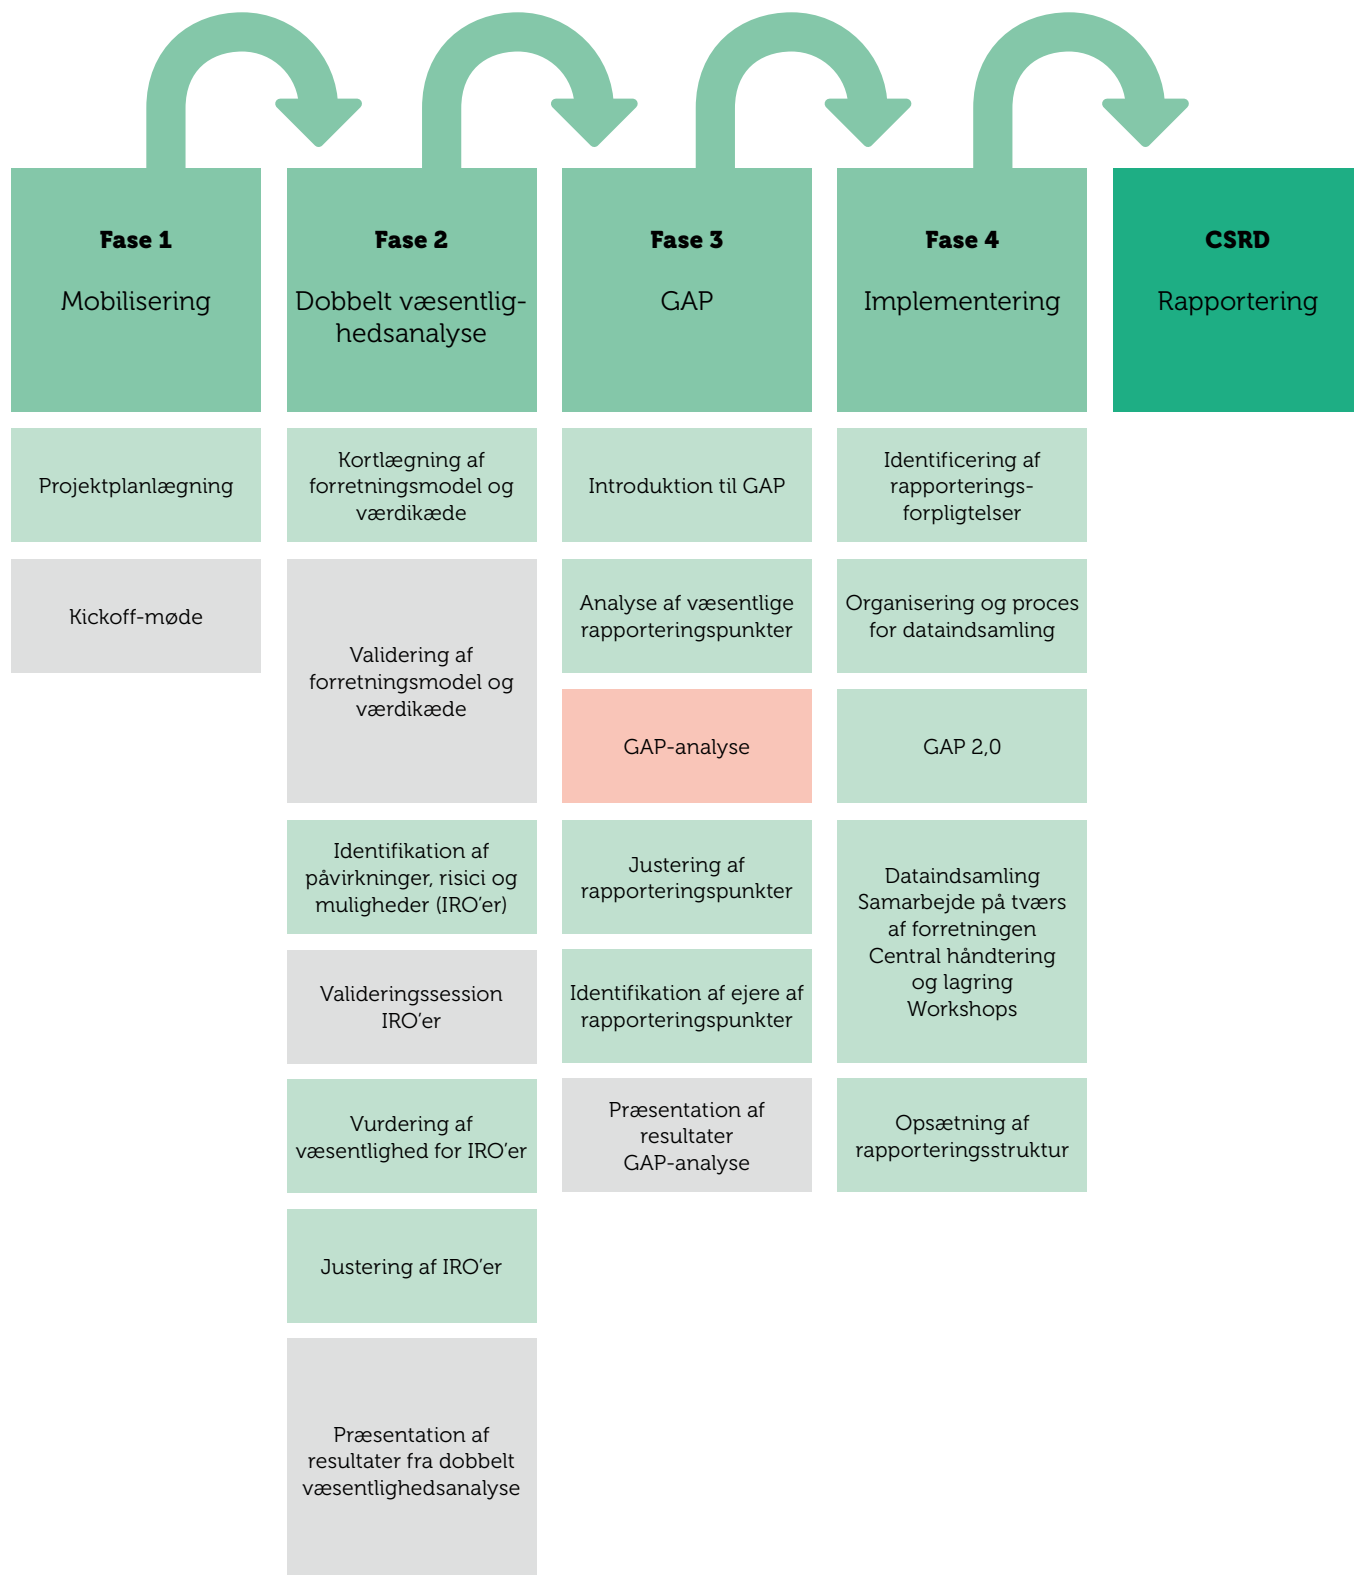 Fase 1
Mobilisering
Projektplanlægning
Kickoff-møde
Fase 2
Dobbelt væsentlig-
hedsanalyse
Kortlægning af
forretningsmodel og
værdikæde
Validering af
forretningsmodel og
værdikæde
Identifikation af
påvirkninger, risici og
muligheder (IRO’er)
Valideringssession
IRO’er
Vurdering af
væsentlighed for IRO’er
Justering af IRO’er
Præsentation af
resultater fra dobbelt
væsentlighedsanalyse
Fase 3
GAP
Introduktion til GAP
Analyse af væsentlige
rapporteringspunkter
GAP-analyse
Justering af
rapporteringspunkter
Identifikation af ejere af
rapporteringspunkter
Præsentation af
resultater
GAP-analyse
Fase 4
Implementering
Identificering af
rapporterings-
forpligtelser
Organisering og proces
for dataindsamling
GAP 2,0
Dataindsamling
Samarbejde på tværs
af forretningen
Central håndtering
og lagring
Workshops
Opsætning af
rapporteringsstruktur
CSRD
Rapportering